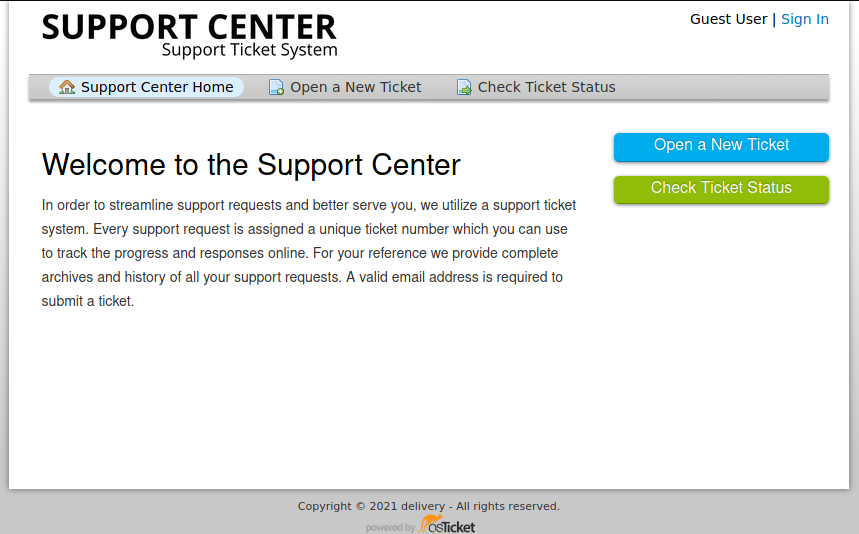 SUPPORT CENTER
Support Ticket System
Guest User | Sign In
Support Center Home
Open a New Ticket
Check Ticket Status
Welcome to the Support Center
In order to streamline support requests and better serve you, we utilize a support ticket
system. Every support request is assigned a unique ticket number which you can use
to track the progress and responses online. For your reference we provide complete
archives and history of all your support requests. A valid email address is required to
submit a ticket.
Open a New Ticket
Check Ticket Status
Copyright © 2021 delivery - All rights reserved.
powered by osTicket